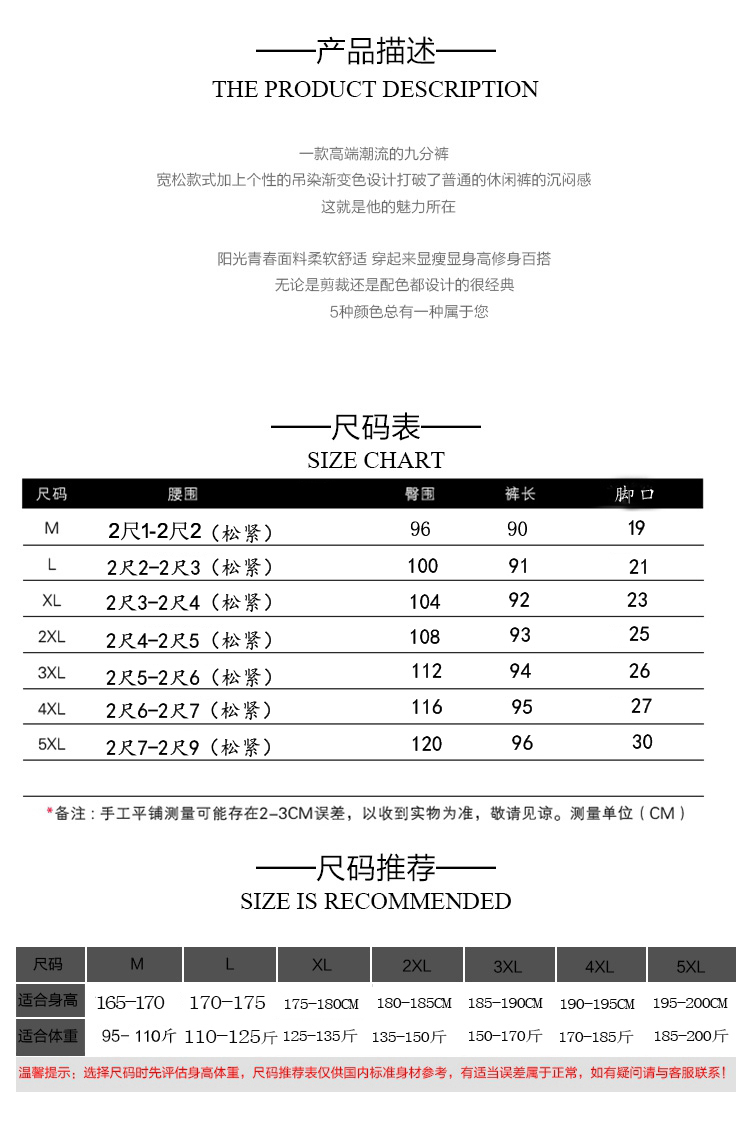 ——产品描述——
THE PRODUCT DESCRIPTION
一款高端潮流的九分裤
宽松款式加上个性的吊染渐变色设计打破了普通的休闲裤的沉闷感
这就是他的魅力所在
阳光青春面料柔软舒适 穿起来显瘦显身高修身百搭
无论是剪裁还是配色都设计的很经典
5种颜色总有一种属于您
——尺码表——
SIZE CHART
尺码 腰围 臀围 裤长 脚口
M 2尺1-2尺2（松紧） 96 90 19
L 2尺2-2尺3（松紧） 100 91 21
XL 2尺3-2尺4（松紧） 104 92 23
2XL 2尺4-2尺5（松紧） 108 93 25
3XL 2尺5-2尺6（松紧） 112 94 26
4XL 2尺6-2尺7（松紧） 116 95 27
5XL 2尺7-2尺9（松紧） 120 96 30
*备注：手工平铺测量可能存在2-3CM误差，以收到实物为准，敬请见谅。测量单位（CM）
——尺码推荐——
SIZE IS RECOMMENDED
尺码 M L XL 2XL 3XL 4XL 5XL
适合身高 165-170 170-175 175-180CM 180-185CM 185-190CM 190-195CM 195-200CM
适合体重 95- 110斤 110-125斤 125-135斤 135-150斤 150-170斤 170-185斤 185-200斤
温馨提示；选择尺码时先评估身高体重，尺码推荐表仅供国内标准身材参考，有适当误差属于正常，如有疑问请与客服联系！